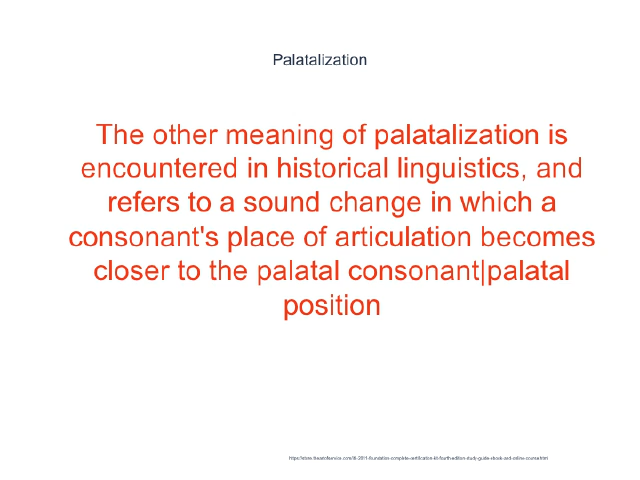 Palatalization
The other meaning of palatalization is
encountered in historical linguistics, and
refers to a sound change in which a
consonant's place of articulation becomes
closer to the palatal consonant|palatal
position